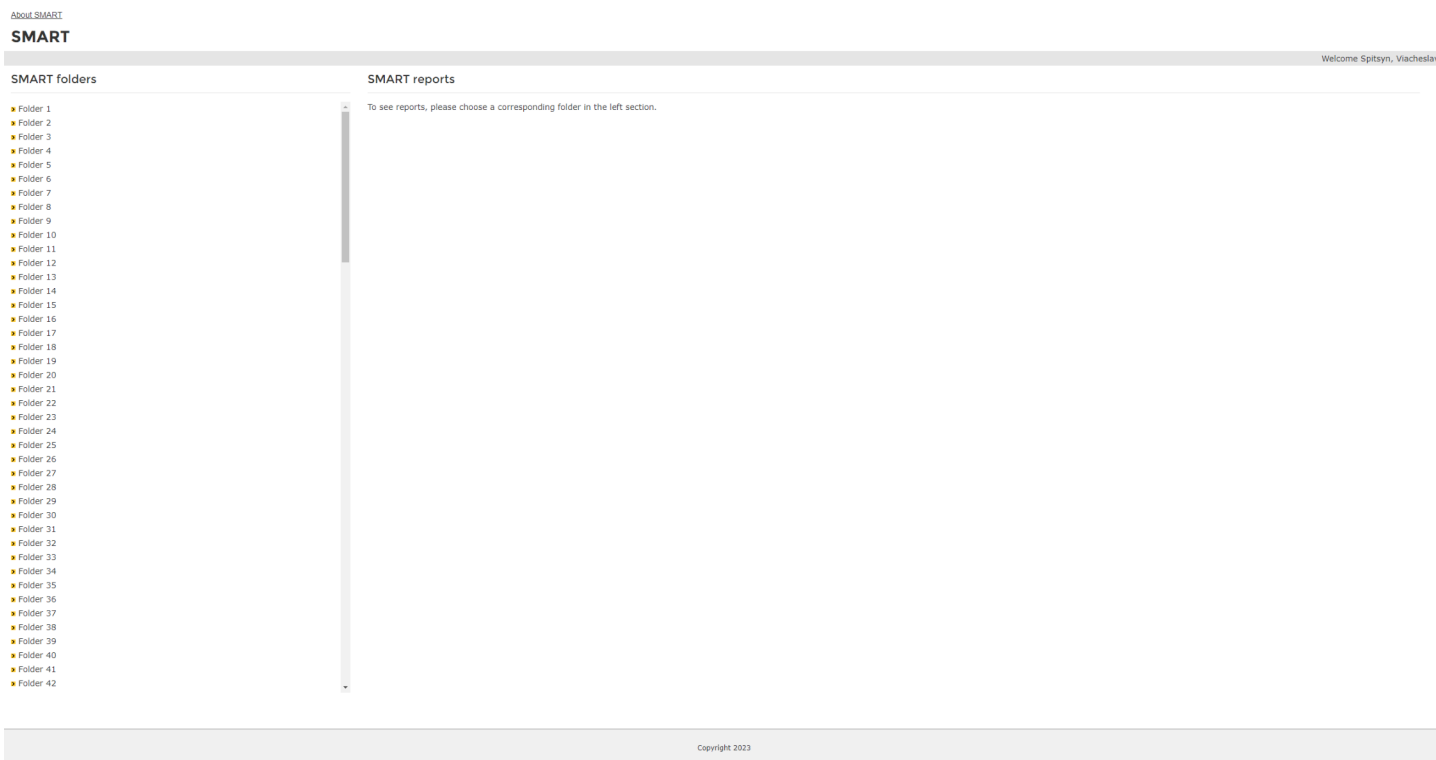 About SMART
SMART
Welcome Spitsyn, Viacheslav
SMART folders
SMART reports
To see reports, please choose a corresponding folder in the left section.
Folder 1
Folder 2
Folder 3
Folder 4
Folder 5
Folder 6
Folder 7
Folder 8
Folder 9
Folder 10
Folder 11
Folder 12
Folder 13
Folder 14
Folder 15
Folder 16
Folder 17
Folder 18
Folder 19
Folder 20
Folder 21
Folder 22
Folder 23
Folder 24
Folder 25
Folder 26
Folder 27
Folder 28
Folder 29
Folder 30
Folder 31
Folder 32
Folder 33
Folder 34
Folder 35
Folder 36
Folder 37
Folder 38
Folder 39
Folder 40
Folder 41
Folder 42
Copyright 2023